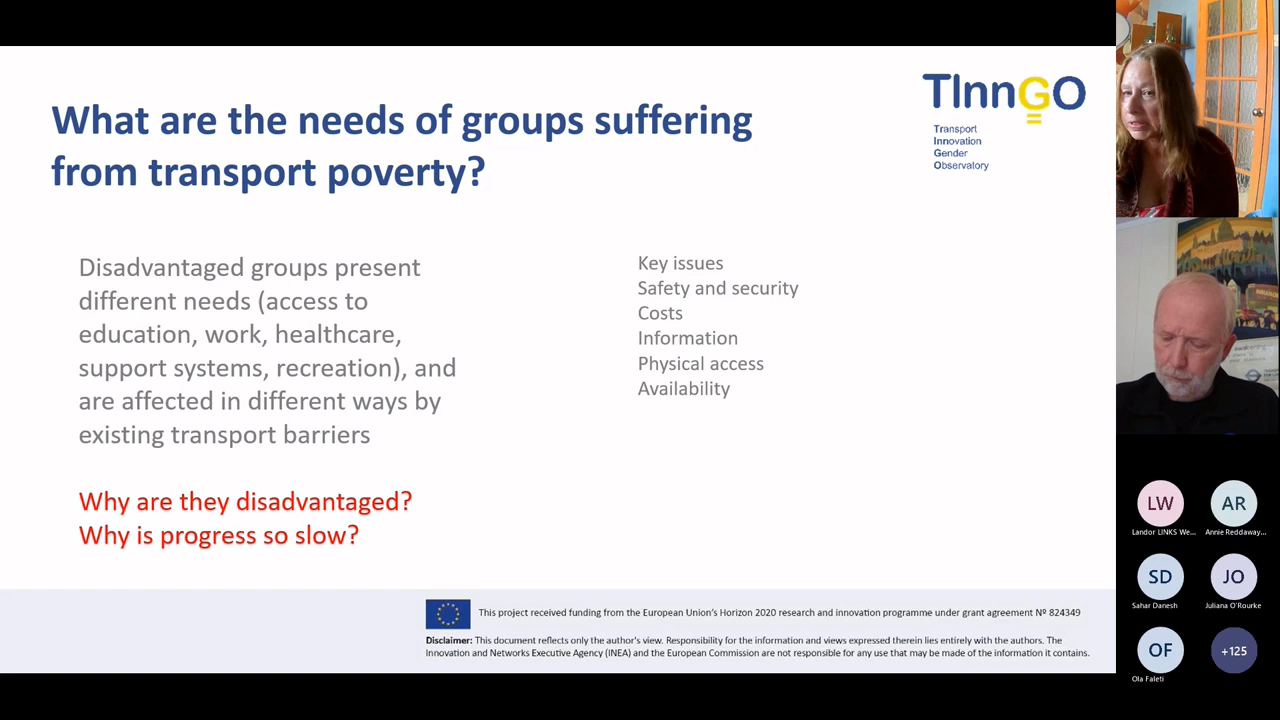 What are the needs of groups suffering
from transport poverty?
TInnGO
Transport
INnovation
Gender
Observatory
Disadvantaged groups present
different needs (access to
education, work, healthcare,
support systems, recreation), and
are affected in different ways by
existing transport barriers
Why are they disadvantaged?
Why is progress so slow?
Key issues
Safety and security
Costs
Information
Physical access
Availability
This project received funding from the European Union's Horizon 2020 research and innovation programme under grant agreement Nº 824349
Disclaimer: This document reflects only the author's view. Responsibility for the information and views expressed therein lies entirely with the authors. The
Innovation and Networks Executive Agency (INEA) and the European Commission are not responsible for any use that may be made of the information it contains.
LW
AR
Landor LINKS We...
Annie Reddaway...
SD
JO
Sahar Danesh
Juliana O'Rourke
OF
+125
Ola Faleti